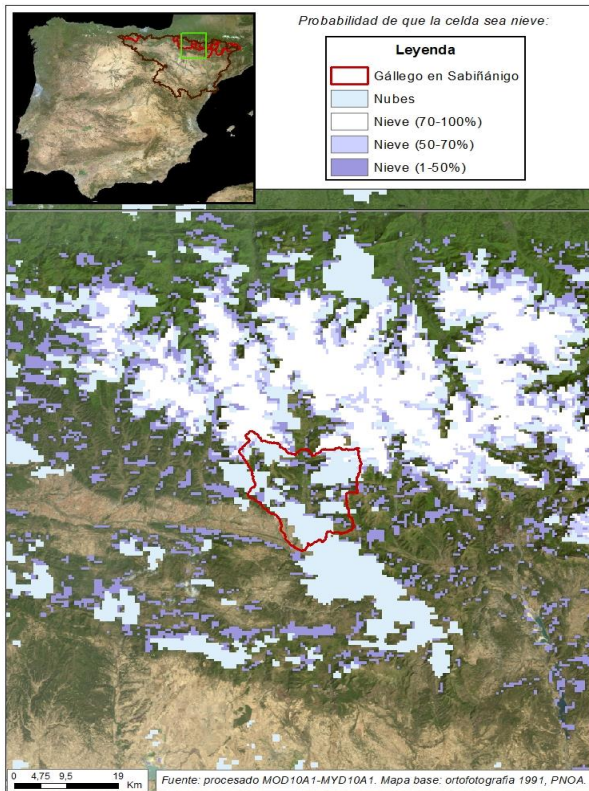 Probabilidad de que la celda sea nieve:
Leyenda
Gállego en Sabiñánigo
Nubes
Nieve (70-100%)
Nieve (50-70%)
Nieve (1-50%)
0 4,75 9,5 19
Km
Fuente: procesado MOD10A1-MYD10A1. Mapa base: ortofotografia 1991, PNOA.